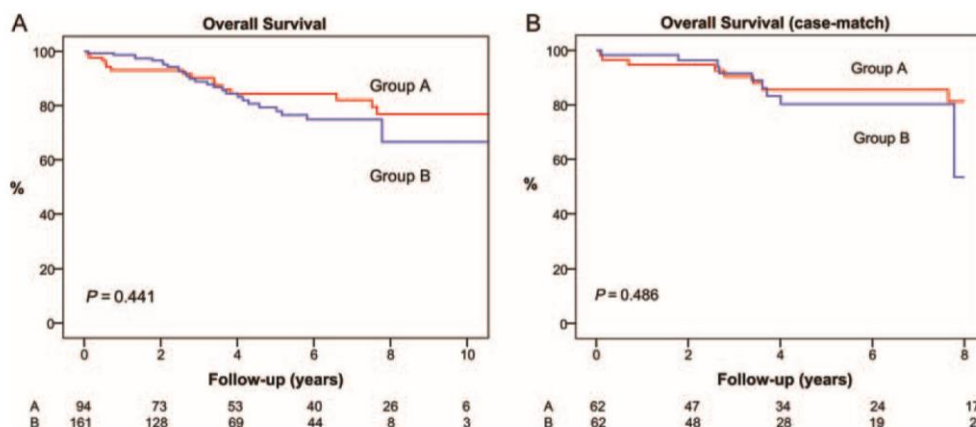 A
Overall Survival
100
80
60
40
20
0
%
Group A
Group B
P = 0.441
0 2 4 6 8 10
Follow-up (years)
A 94 73 53 40 26 6
B 161 128 69 44 8 3
B
Overall Survival (case-match)
100
80
60
40
20
0
%
Group A
Group B
P = 0.486
0 2 4 6 8
Follow-up (years)
A 62 47 34 24 17
B 62 48 28 19 2